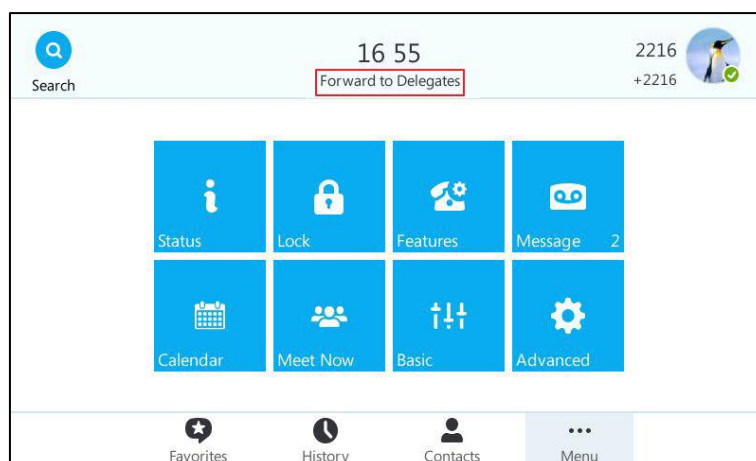 16 55
2216
Search
Forward to Delegates
+2216
Status
Lock
Features
Message 2
Calendar
Meet Now
Basic
Advanced
Favorites
History
Contacts
Menu